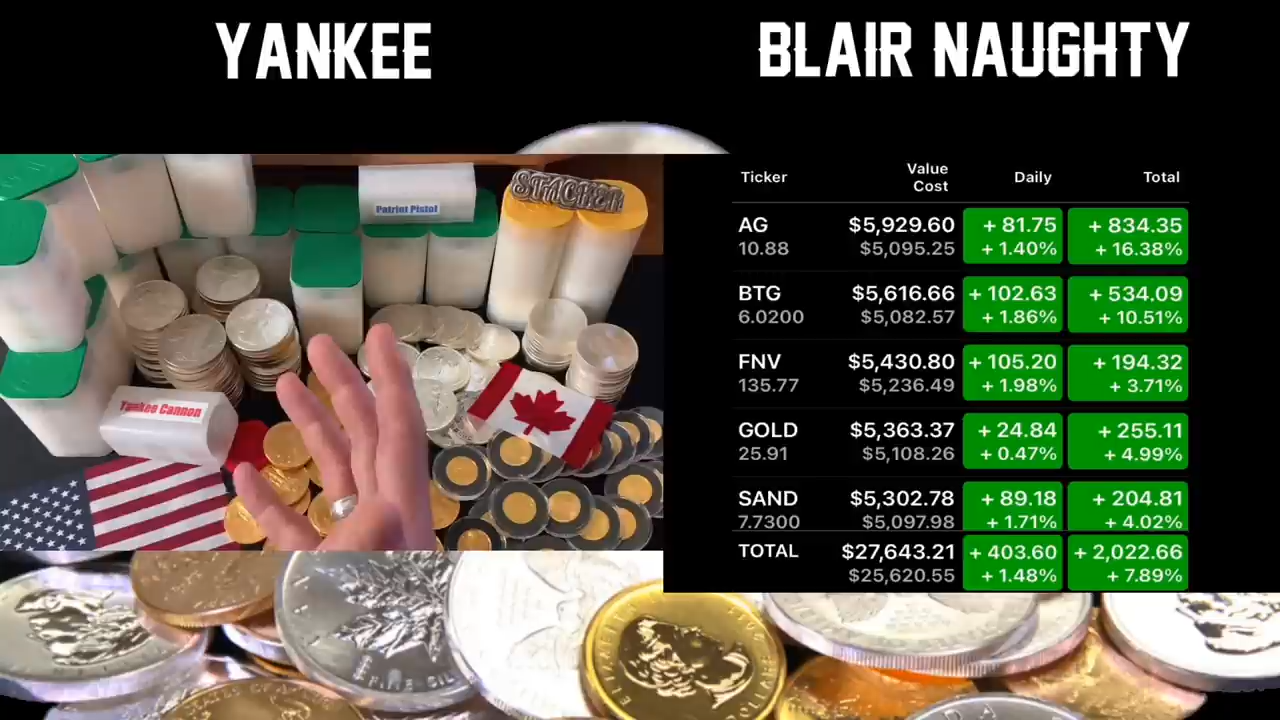 YANKEE
BLAIR NAUGHTY
STACKER
Patriot Pistol
Yankee Cannon
Ticker Value Cost Daily Total
AG $5,929.60 + 81.75 + 834.35
10.88 $5,095.25 + 1.40% + 16.38%
BTG $5,616.66 + 102.63 + 534.09
6.0200 $5,082.57 + 1.86% + 10.51%
FNV $5,430.80 + 105.20 + 194.32
135.77 $5,236.49 + 1.98% + 3.71%
GOLD $5,363.37 + 24.84 + 255.11
25.91 $5,108.26 + 0.47% + 4.99%
SAND $5,302.78 + 89.18 + 204.81
7.7300 $5,097.98 + 1.71% + 4.02%
TOTAL $27,643.21 + 403.60 + 2,022.66
$25,620.55 + 1.48% + 7.89%
ELIZABETH